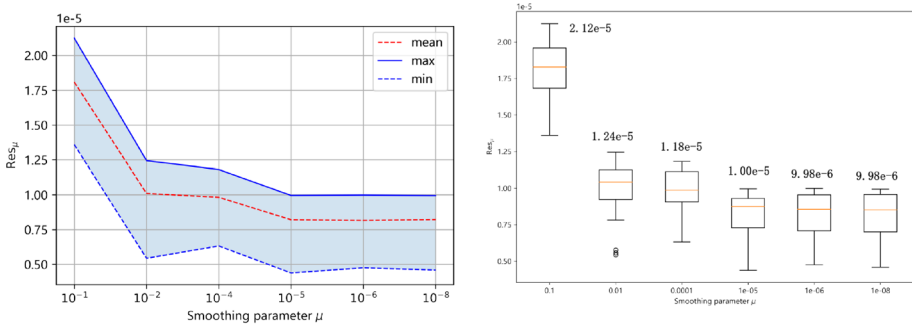 1e-5
2.00
1.75
1.50
1.25
1.00
0.75
0.50
Res_μ
mean
max
min
10^{-1} 10^{-2} 10^{-4} 10^{-5} 10^{-6} 10^{-8}
Smoothing parameter μ
1e-5
2.00
1.75
1.50
1.25
1.00
0.75
0.50
Res_μ
2.12e-5
1.24e-5
1.18e-5
1.00e-5
9.98e-6
9.98e-6
0.1 0.01 0.0001 1e-05 1e-06 1e-08
Smoothing parameter μ